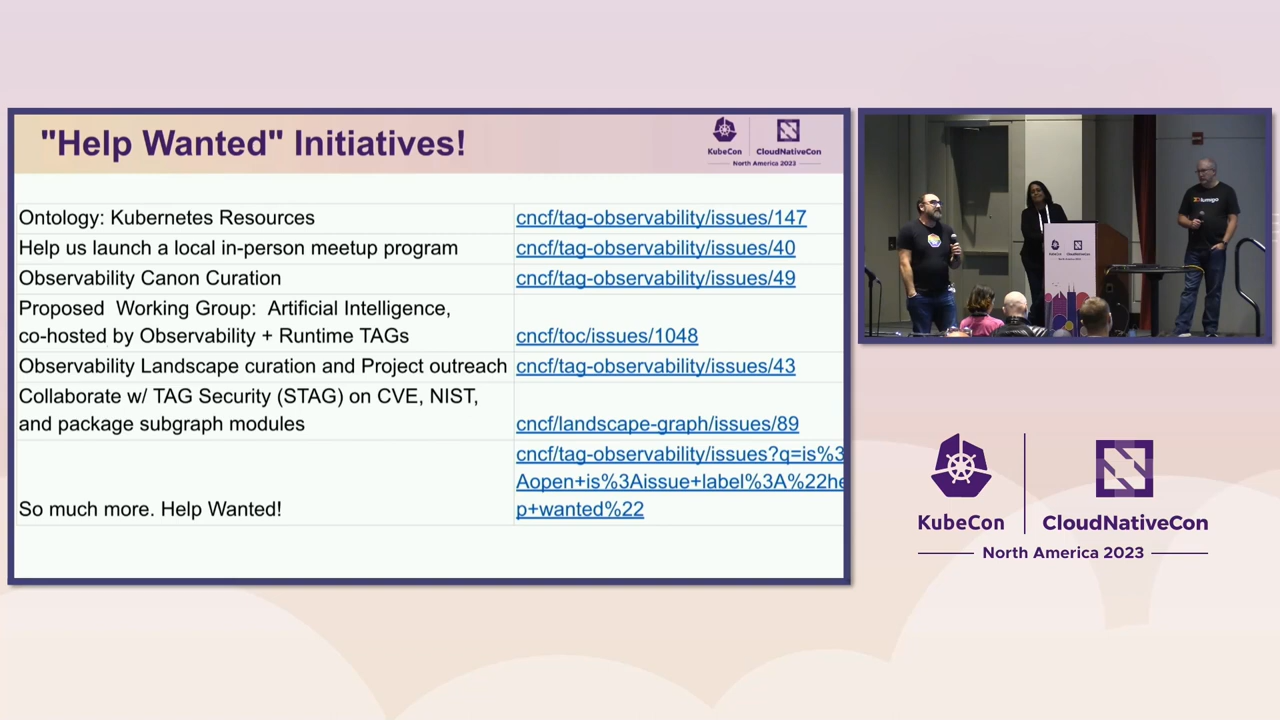 "Help Wanted" Initiatives!
KubeCon
CloudNativeCon
North America 2023
Ontology: Kubernetes Resources
cncf/tag-observability/issues/147
Help us launch a local in-person meetup program
cncf/tag-observability/issues/40
Observability Canon Curation
cncf/tag-observability/issues/49
Proposed Working Group: Artificial Intelligence,
co-hosted by Observability + Runtime TAGs
cncf/toc/issues/1048
Observability Landscape curation and Project outreach
cncf/tag-observability/issues/43
Collaborate w/ TAG Security (STAG) on CVE, NIST,
and package subgraph modules
cncf/landscape-graph/issues/89
So much more. Help Wanted!
cncf/tag-observability/issues?q=is%3
Aopen+is%3Aissue+label%3A%22he
p+wanted%22
lumigo
KubeCon
CloudNativeCon
North America 2023